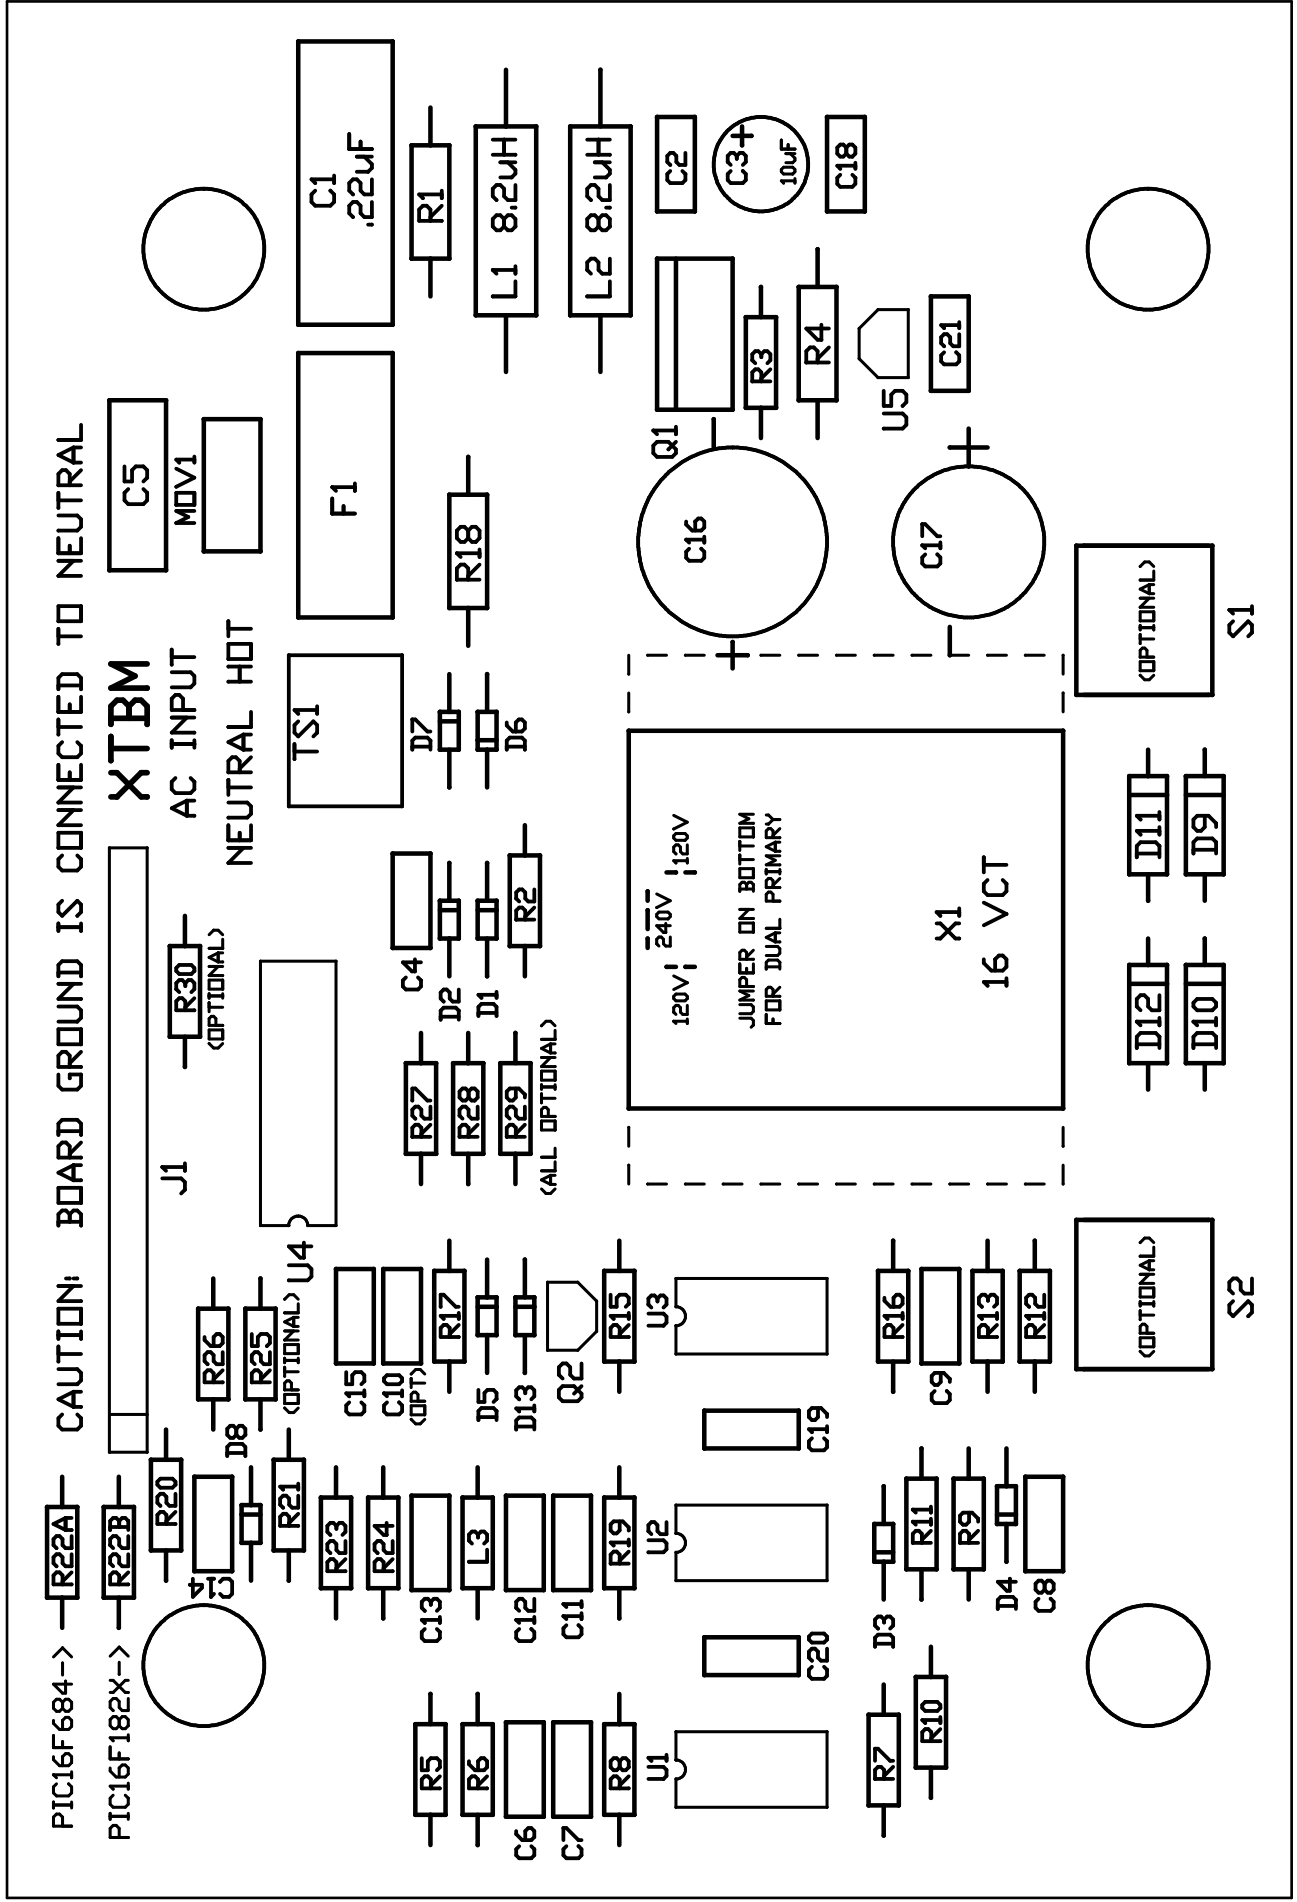 CAUTION:  BOARD GROUND IS CONNECTED TO NEUTRAL
PIC16F684->
R22A
PIC16F182X->
R22B
XTBM
C5
AC INPUT
MOV1
NEUTRAL HOT
J1
R20
R30
(OPTIONAL)
C14
R26
D8
R25
(OPTIONAL)
U4
R21
TS1
F1
C1
.22uF
R23
C15
R24
C10
(OPT)
R27
C4
D7
R1
R5
C13
R17
R28
D2
R18
R6
L3
D5
R29
D1
D6
L1 8.2uH
C6
C12
D13
(ALL OPTIONAL)
R2
C7
C11
Q2
L2 8.2uH
R8
R19
R15
U1
U2
U3
120V
240V
120V
JUMPER ON BOTTOM
FOR DUAL PRIMARY
X1
16 VCT
Q1
C2
C16
R3
C3+
10uF
C20
C19
R4
C18
R7
D3
R16
U5
R10
R11
C9
C17
C21
R9
R13
D4
R12
C8
D12
D11
(OPTIONAL)
(OPTIONAL)
D10
D9
S2
S1